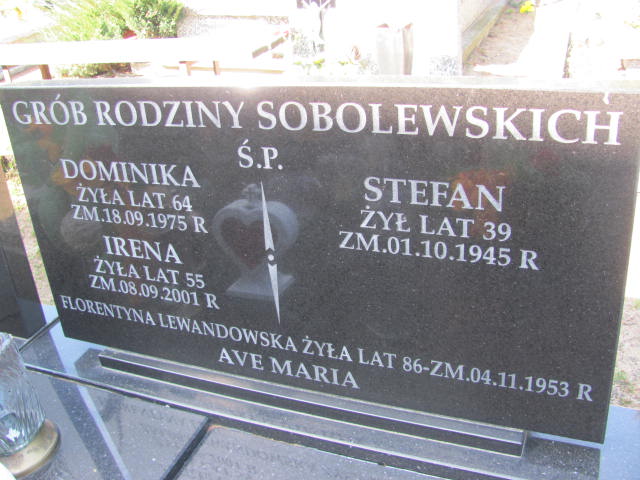 GRÓB RODZINY SOBOLEWSKICH
Ś.P.
DOMINIKA
ŻYŁA LAT 64
ZM.18.09.1975 R
IRENA
ŻYŁA LAT 55
ZM.08.09.2001 R
STEFAN
ŻYŁ LAT 39
ZM.01.10.1945 R
FLORENTYNA LEWANDOWSKA ŻYŁA LAT 86-ZM.04.11.1953 R
AVE MARIA